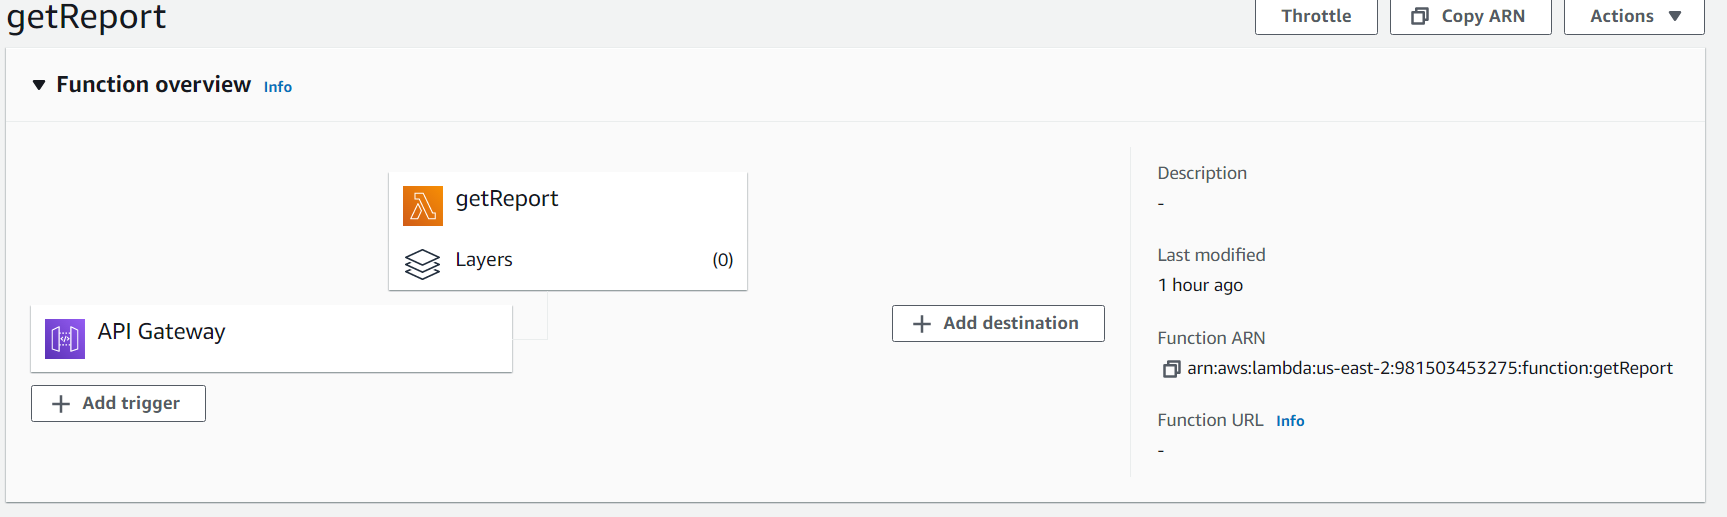 getReport
Throttle
Copy ARN
Actions
Function overview Info
getReport
Layers (0)
API Gateway
Add trigger
Add destination
Description
-
Last modified
1 hour ago
Function ARN
arn:aws:lambda:us-east-2:981503453275:function:getReport
Function URL Info
-